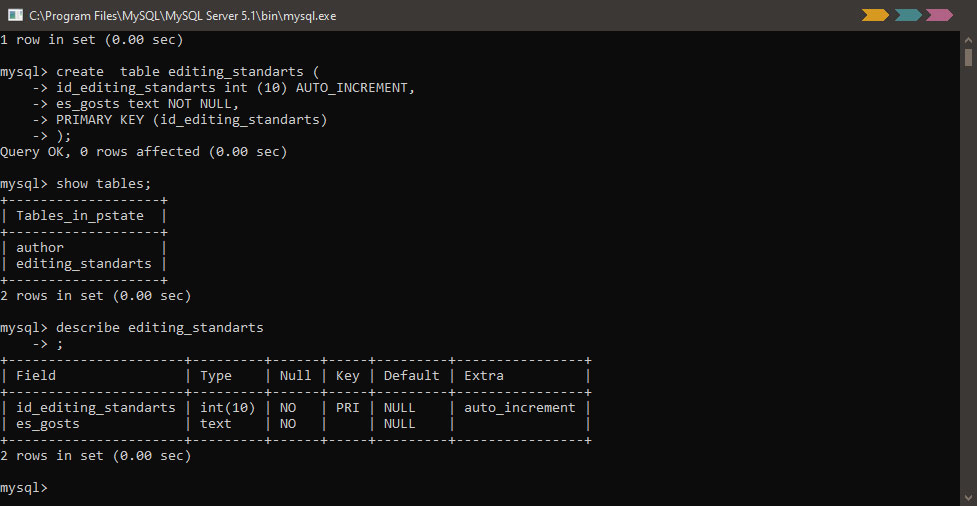 C:\Program Files\MySQL\MySQL Server 5.1\bin\mysql.exe
1 row in set (0.00 sec)
mysql> create  table editing_standarts (
    -> id_editing_standarts int (10) AUTO_INCREMENT,
    -> es_gosts text NOT NULL,
    -> PRIMARY KEY (id_editing_standarts)
    -> );
Query OK, 0 rows affected (0.00 sec)
mysql> show tables;
+-------------------+
| Tables_in_pstate  |
+-------------------+
| author            |
| editing_standarts |
+-------------------+
2 rows in set (0.00 sec)
mysql> describe editing_standarts
    -> ;
+----------------------+---------+------+-----+---------+----------------+
| Field                | Type    | Null | Key | Default | Extra          |
+----------------------+---------+------+-----+---------+----------------+
| id_editing_standarts | int(10) | NO   | PRI | NULL    | auto_increment |
| es_gosts             | text    | NO   |     | NULL    |                |
+----------------------+---------+------+-----+---------+----------------+
2 rows in set (0.00 sec)
mysql>